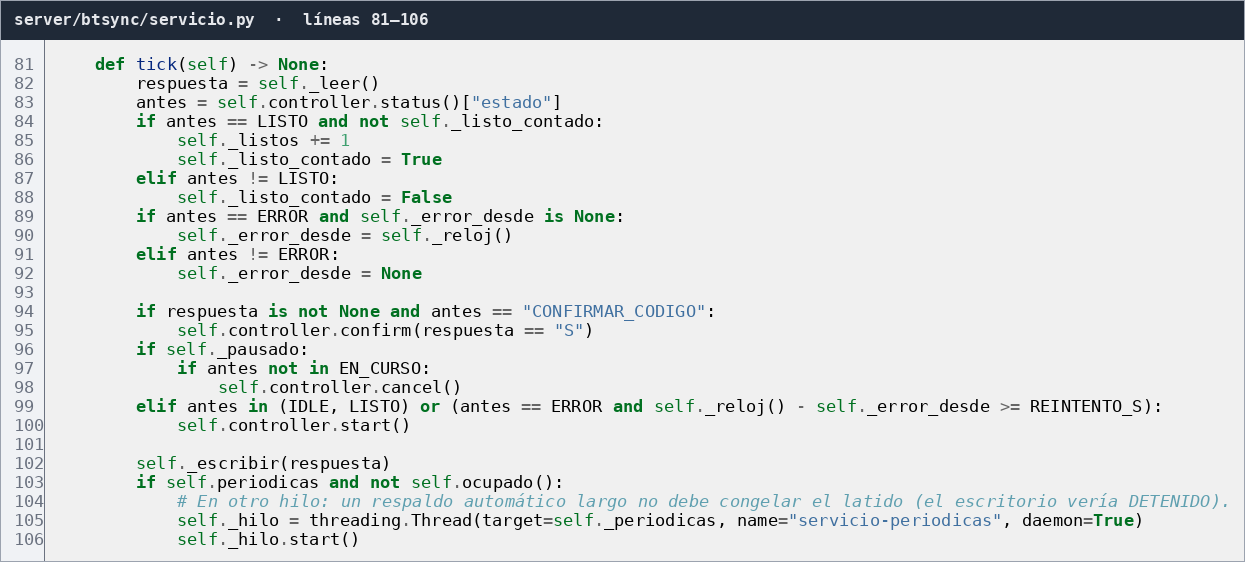 server/btsync/servicio.py  ·  líneas 81–106
81     def tick(self) -> None:
82         respuesta = self._leer()
83         antes = self.controller.status()["estado"]
84         if antes == LISTO and not self._listo_contado:
85             self._listos += 1
86             self._listo_contado = True
87         elif antes != LISTO:
88             self._listo_contado = False
89         if antes == ERROR and self._error_desde is None:
90             self._error_desde = self._reloj()
91         elif antes != ERROR:
92             self._error_desde = None
93
94         if respuesta is not None and antes == "CONFIRMAR_CODIGO":
95             self.controller.confirm(respuesta == "S")
96         if self._pausado:
97             if antes not in EN_CURSO:
98                 self.controller.cancel()
99         elif antes in (IDLE, LISTO) or (antes == ERROR and self._reloj() - self._error_desde >= REINTENTO_S):
100             self.controller.start()
101
102         self._escribir(respuesta)
103         if self.periodicas and not self.ocupado():
104             # En otro hilo: un respaldo automático largo no debe congelar el latido (el escritorio vería DETENIDO).
105             self._hilo = threading.Thread(target=self._periodicas, name="servicio-periodicas", daemon=True)
106             self._hilo.start()